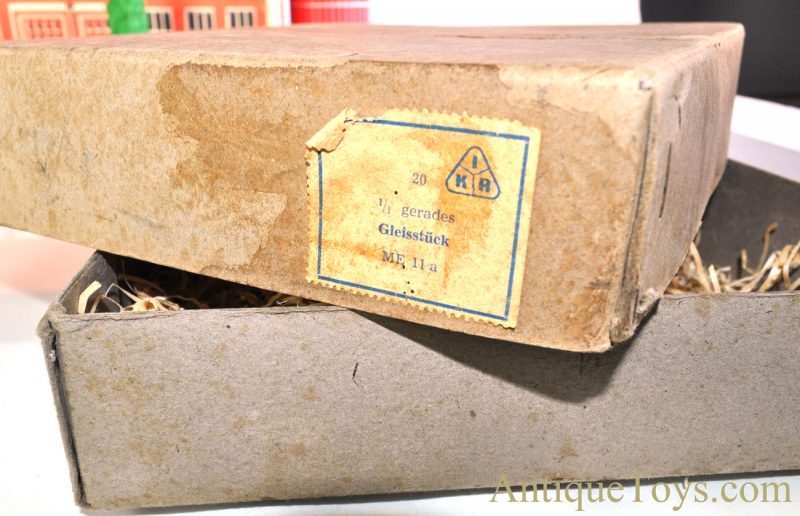 20
I
K A
1/1 gerades
Gleisstück
ME 11 a
AntiqueToys.com